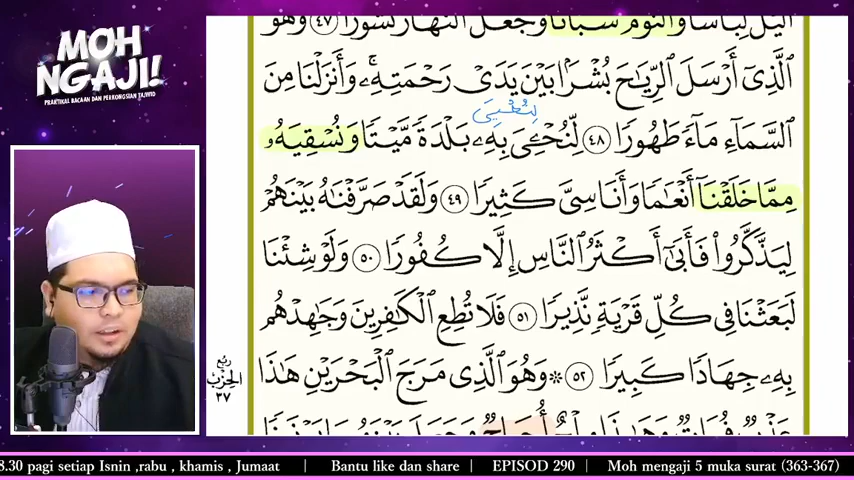 MOH
NGAJI!
PRAKTIKAL BACAAN DAN PERKONGSIAN TAJWID
ٱلَّيۡلَ لِبَاسٗا وَٱلنَّوۡمَ سُبَاتٗا وَجَعَلَ ٱلنَّهَارَ نُشُورٗا ٤٧ وَهُوَ
ٱلَّذِيٓ أَرۡسَلَ ٱلرِّيَٰحَ بُشۡرَۢا بَيۡنَ يَدَيۡ رَحۡمَتِهِۦۚ وَأَنزَلۡنَا مِنَ
لِنُحْيِيَ
ٱلسَّمَآءِ مَآءٗ طَهُورٗا ٤٨ لِّنُحۡـِۧيَ بِهِۦ بَلۡدَةٗ مَّيۡتٗا وَنُسۡقِيَهُۥ
مِمَّا خَلَقۡنَآ أَنۡعَٰمٗا وَأَنَاسِيَّ كَثِيرٗا ٤٩ وَلَقَدۡ صَرَّفۡنَٰهُ بَيۡنَهُمۡ
لِيَذَّكَّرُواْ فَأَبَىٰٓ أَكۡثَرُ ٱلنَّاسِ إِلَّا كُفُورٗا ٥٠ وَلَوۡ شِئۡنَا
لَبَعَثۡنَا فِي كُلِّ قَرۡيَةٖ نَّذِيرٗا ٥١ فَلَا تُطِعِ ٱلۡكَٰفِرِينَ وَجَٰهِدۡهُم
بِهِۦ جِهَادٗا كَبِيرٗا ٥٢ ۞ وَهُوَ ٱلَّذِي مَرَجَ ٱلۡبَحۡرَيۡنِ هَٰذَا
ربع
الحزب
٣٧
8.30 pagi setiap Isnin ,rabu , khamis , Jumaat | Bantu like dan share | EPISOD 290 | Moh mengaji 5 muka surat (363-367)